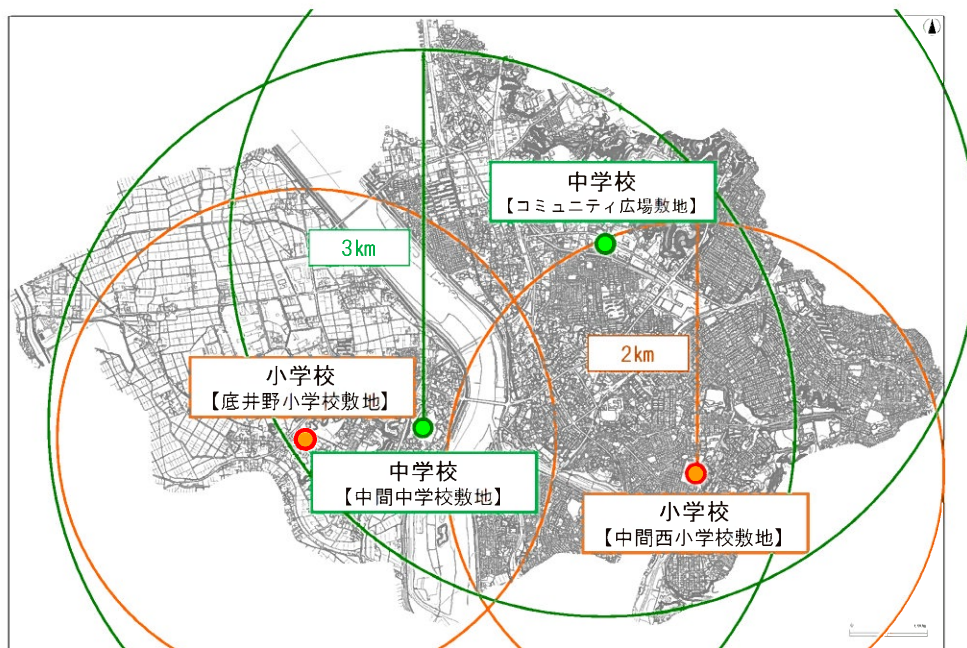 中学校
【コミュニティ広場敷地】
3km
2km
小学校
【底井野小学校敷地】
中学校
【中間中学校敷地】
小学校
【中間西小学校敷地】